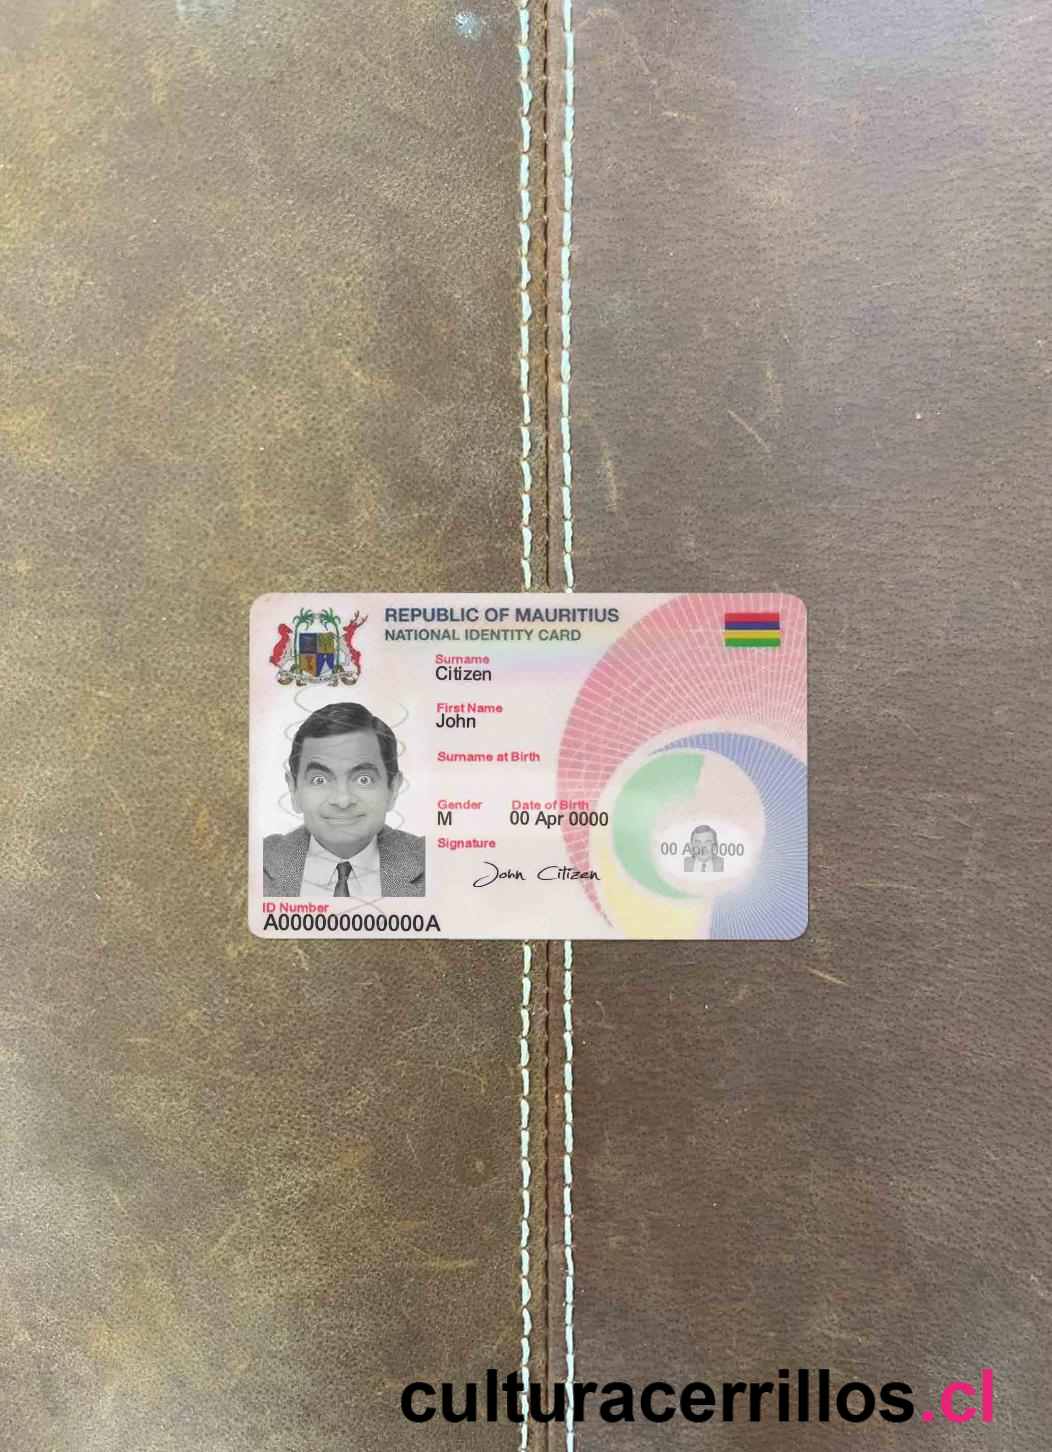 REPUBLIC OF MAURITIUS
NATIONAL IDENTITY CARD
Surname
Citizen
First Name
John
Surname at Birth
Gender Date of Birth
M 00 Apr 0000
Signature
John Citizen
00 Apr 0000
ID Number
A000000000000A
culturacerrillos.cl